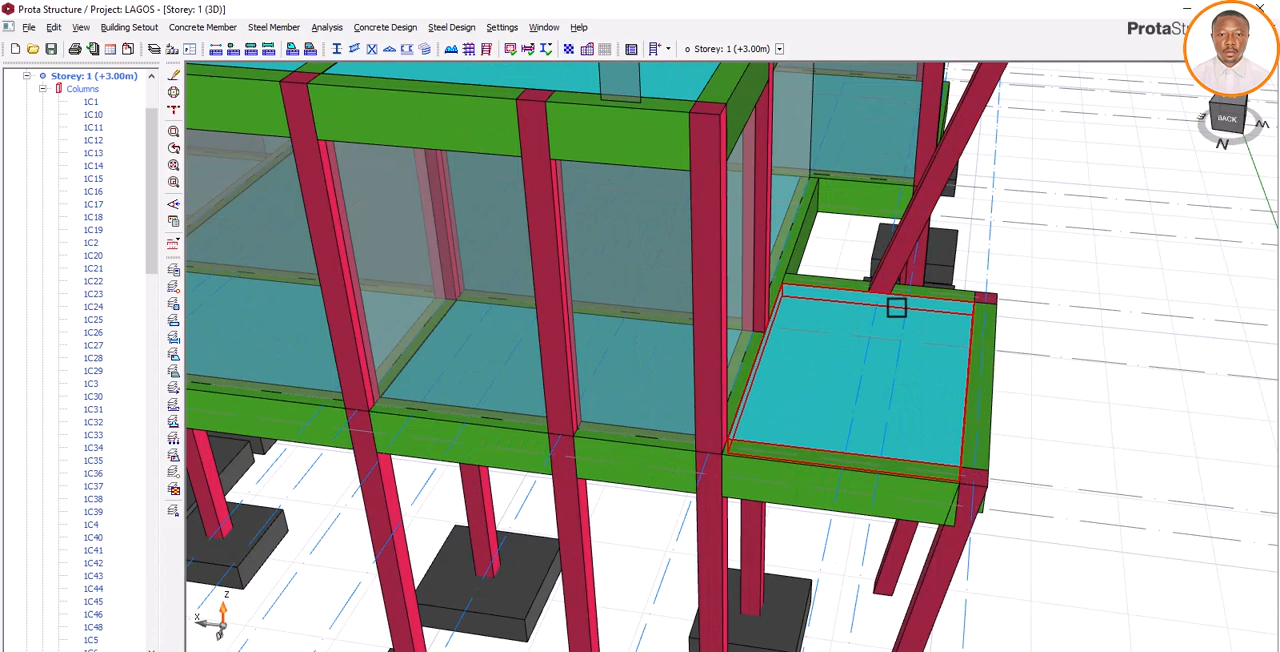 Prota Structure / Project: LAGOS - [Storey: 1 (3D)]
File Edit View Building Setout Concrete Member Steel Member Analysis Concrete Design Steel Design Settings Window Help
o Storey: 1 (+3.00m)
Storey: 1 (+3.00m)
Columns
1C1
1C10
1C11
1C12
1C13
1C14
1C15
1C16
1C17
1C18
1C19
1C2
1C20
1C21
1C22
1C23
1C24
1C25
1C26
1C27
1C28
1C29
1C3
1C30
1C31
1C32
1C33
1C34
1C35
1C36
1C37
1C38
1C39
1C4
1C40
1C41
1C42
1C43
1C44
1C45
1C46
1C48
1C5
BACK
N
Z
X